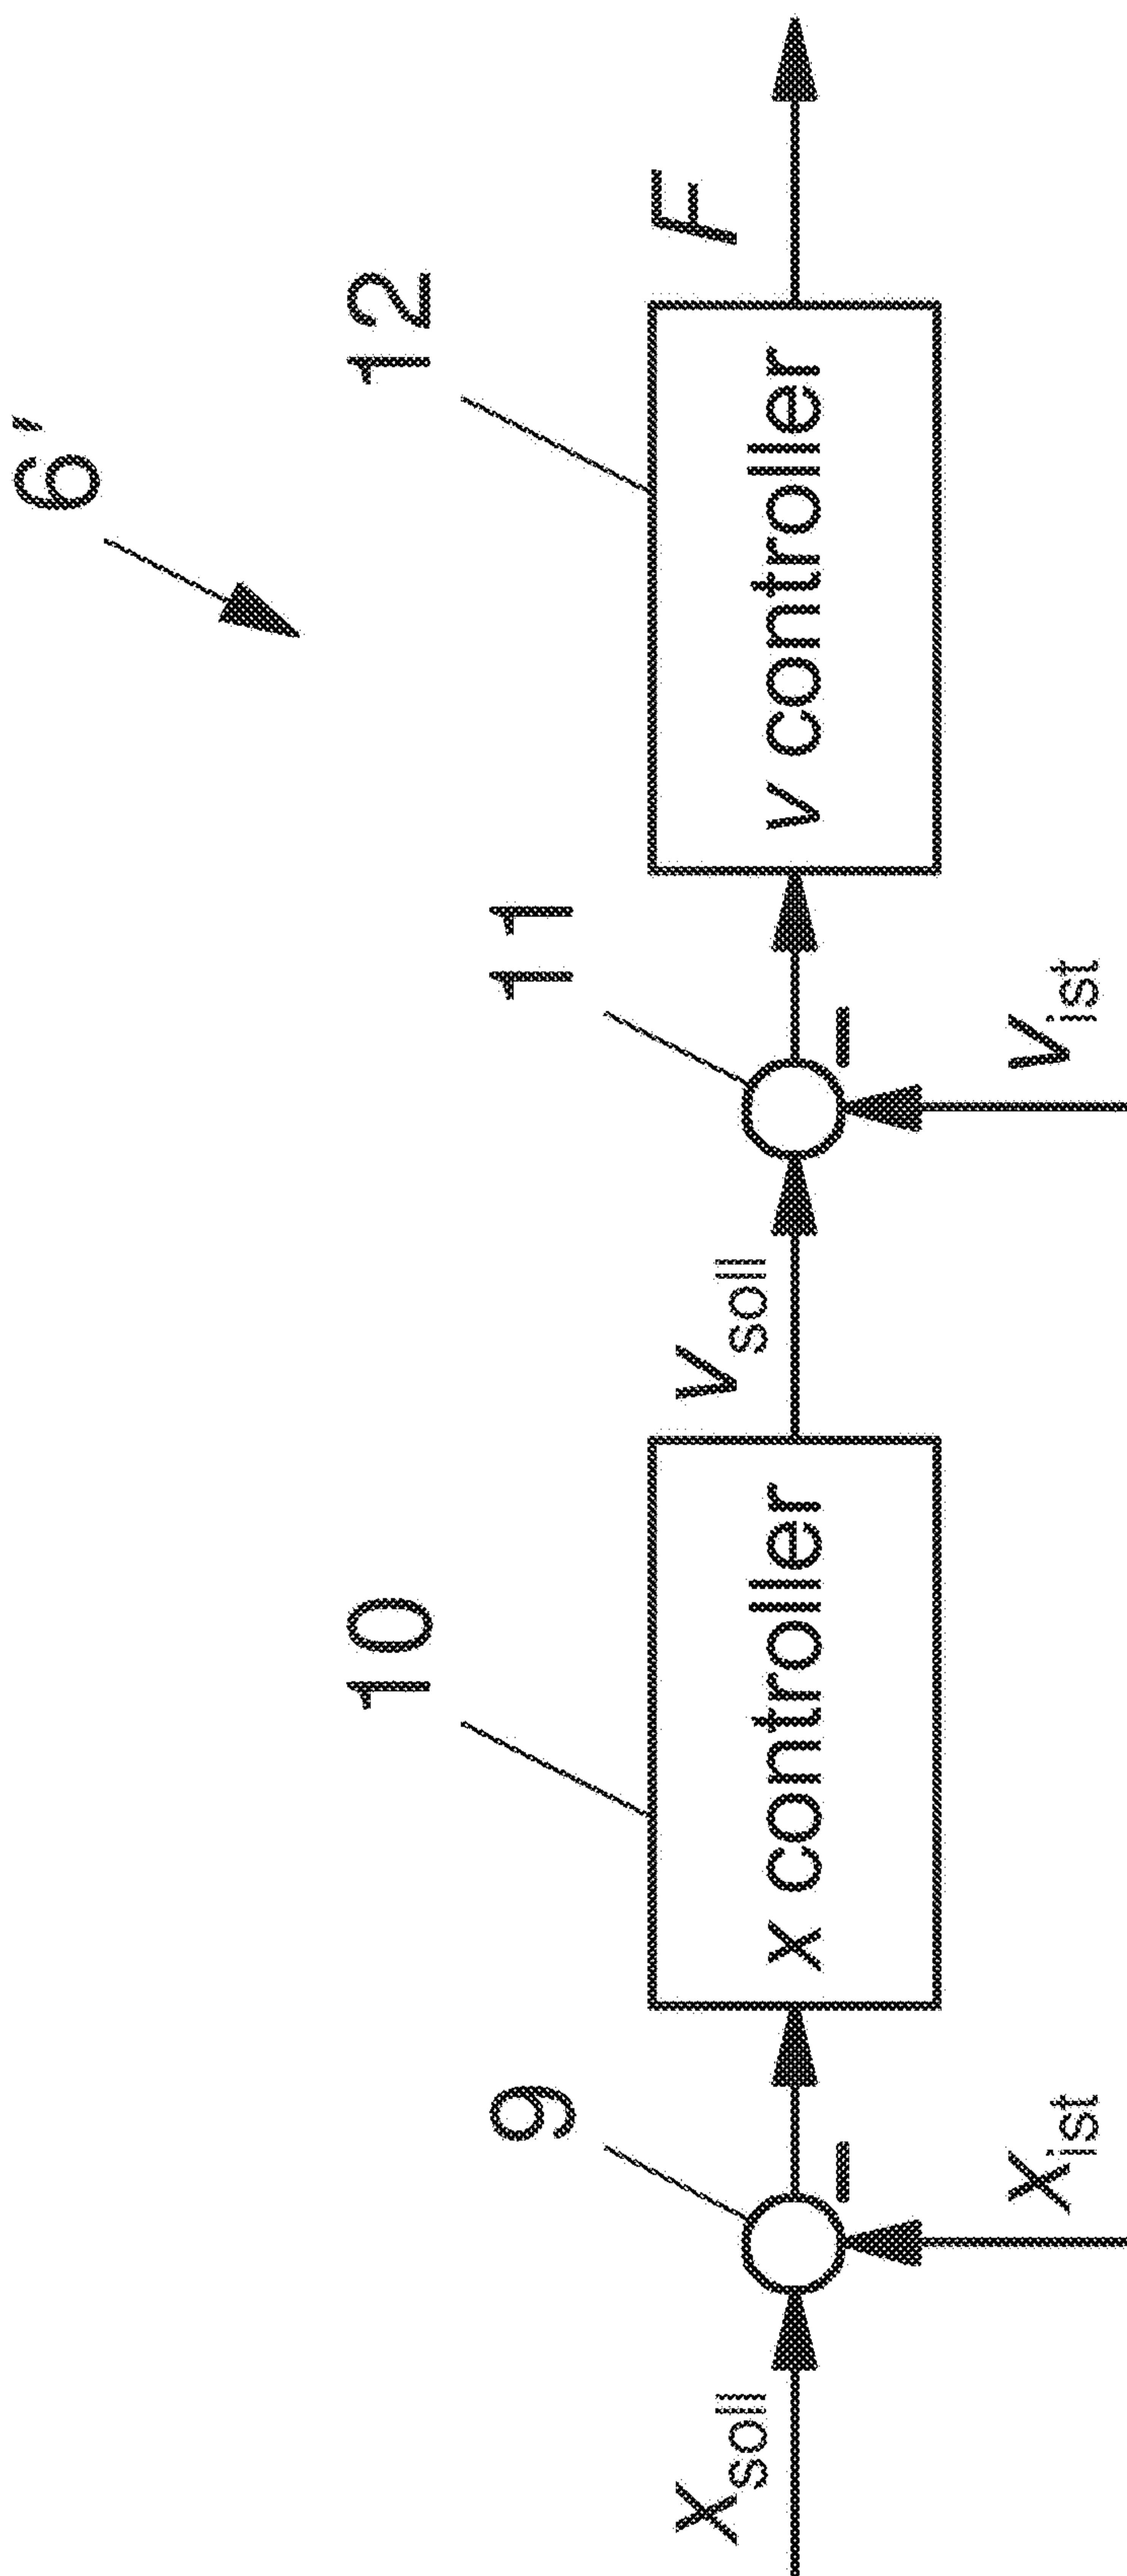 6'
10
12
9
11
x_soll
x controller
v_soll
v controller
F
–
–
x_ist
v_ist